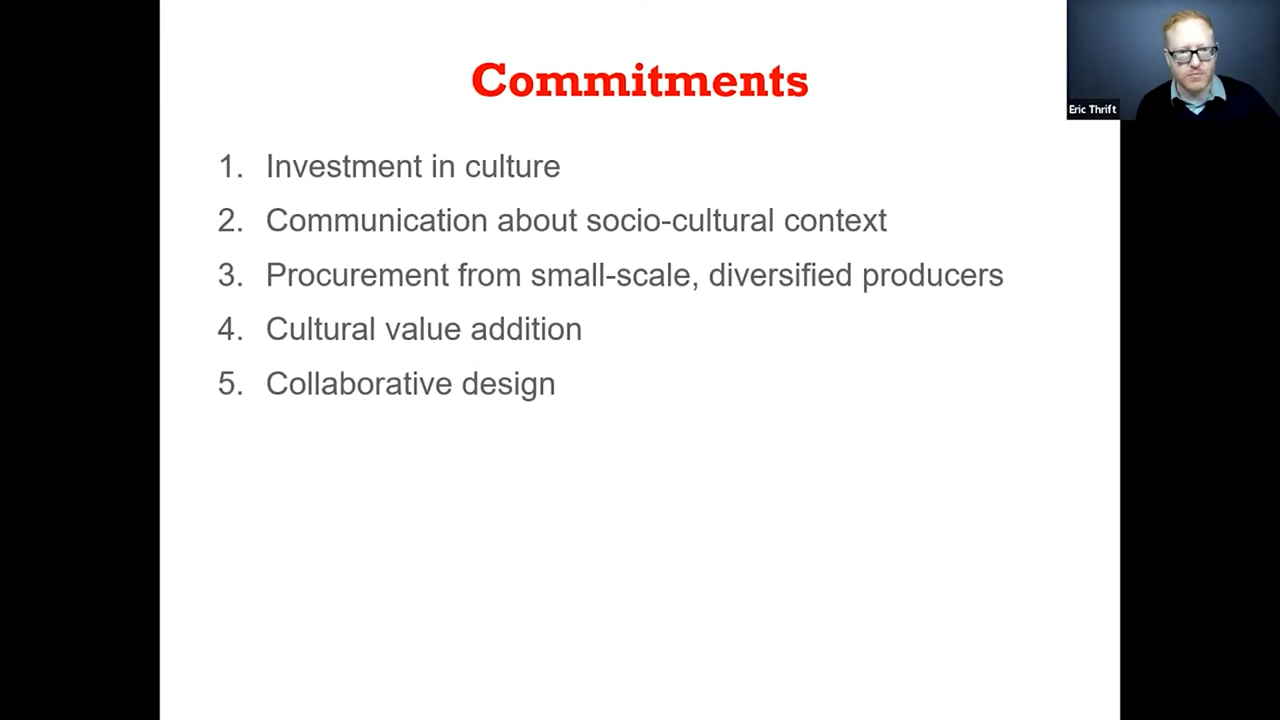 Commitments
Eric Thrift
1. Investment in culture
2. Communication about socio-cultural context
3. Procurement from small-scale, diversified producers
4. Cultural value addition
5. Collaborative design